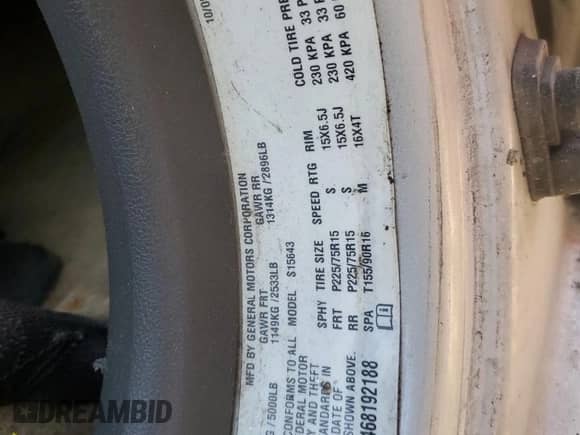 10/0
MFD BY GENERAL MOTORS CORPORATION
GAWR FRT GAWR RR
/5000LB 1149KG /2533LB 1314KG /2896LB
CONFORMS TO ALL MODEL S15643
MOTOR
Y AND THEFT
IN
DATE OF
SHOWN ABOVE.
468192188
SPHY TIRE SIZE SPEED RTG RIM COLD TIRE PRE
FRT P225/75R15 S 15X6.5J 230 KPA 33 P
RR P225/75R15 S 15X6.5J 230 KPA 33 P
SPA T155/90R16 M 16X4T 420 KPA 60
DREAMBID